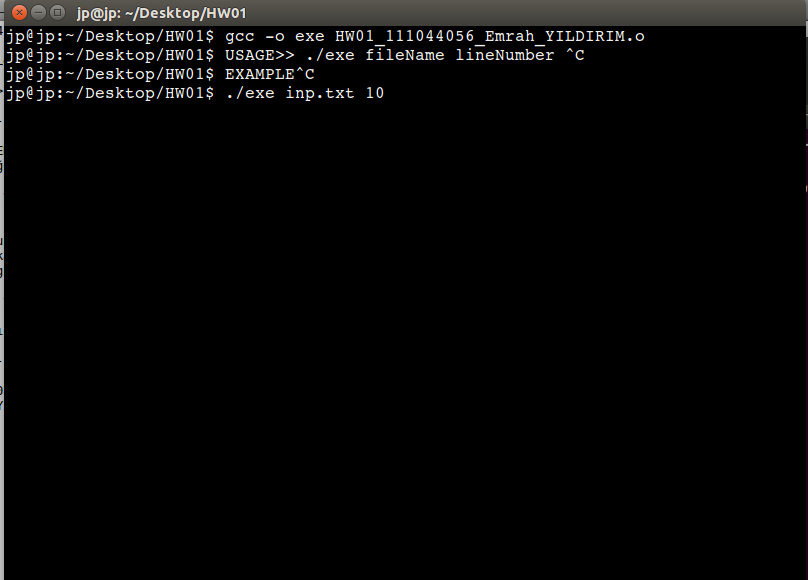 jp@jp: ~/Desktop/HW01
jp@jp:~/Desktop/HW01$ gcc -o exe HW01_111044056_Emrah_YILDIRIM.o
jp@jp:~/Desktop/HW01$ USAGE>> ./exe fileName lineNumber ^C
jp@jp:~/Desktop/HW01$ EXAMPLE^C
jp@jp:~/Desktop/HW01$ ./exe inp.txt 10